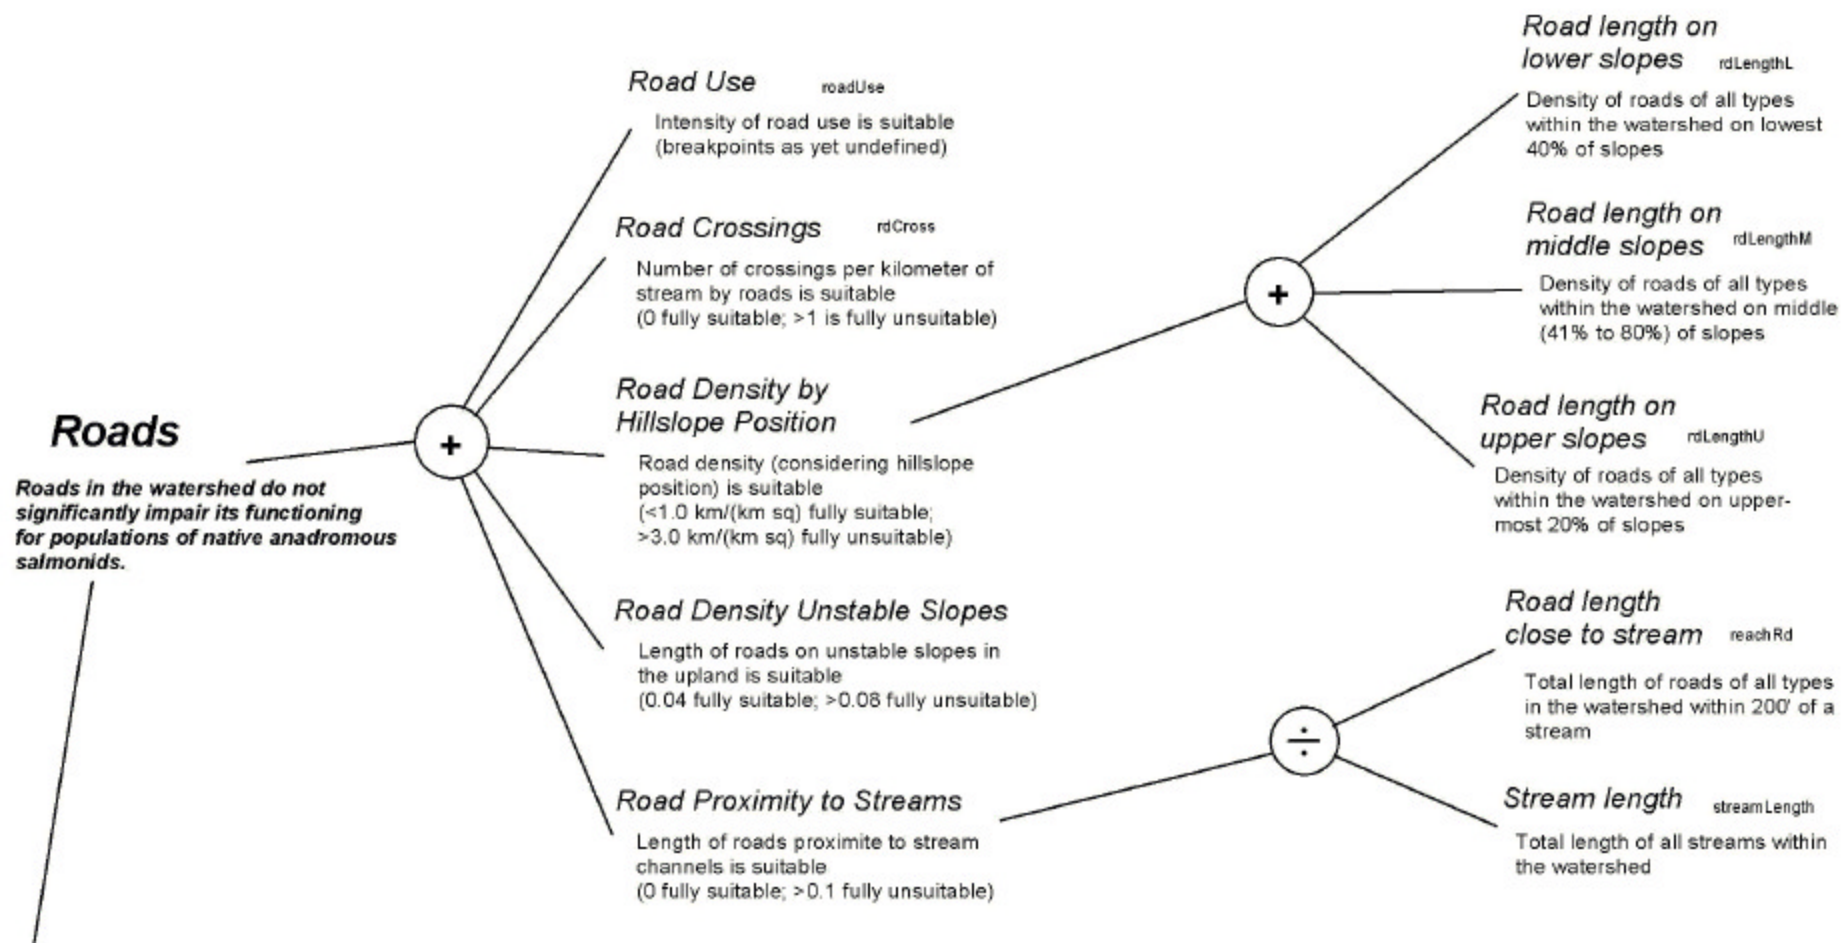 Roads
Roads in the watershed do not
significantly impair its functioning
for populations of native anadromous
salmonids.
+
Road Use roadUse
Intensity of road use is suitable
(breakpoints as yet undefined)
Road Crossings rdCross
Number of crossings per kilometer of
stream by roads is suitable
(0 fully suitable; >1 is fully unsuitable)
Road Density by
Hillslope Position
Road density (considering hillslope
position) is suitable
(<1.0 km/(km sq) fully suitable;
>3.0 km/(km sq) fully unsuitable)
Road Density Unstable Slopes
Length of roads on unstable slopes in
the upland is suitable
(0.04 fully suitable; >0.08 fully unsuitable)
Road Proximity to Streams
Length of roads proximite to stream
channels is suitable
(0 fully suitable; >0.1 fully unsuitable)
+
Road length on
lower slopes rdLengthL
Density of roads of all types
within the watershed on lowest
40% of slopes
Road length on
middle slopes rdLengthM
Density of roads of all types
within the watershed on middle
(41% to 80%) of slopes
Road length on
upper slopes rdLengthU
Density of roads of all types
within the watershed on upper-
most 20% of slopes
÷
Road length
close to stream reachRd
Total length of roads of all types
in the watershed within 200' of a
stream
Stream length streamLength
Total length of all streams within
the watershed